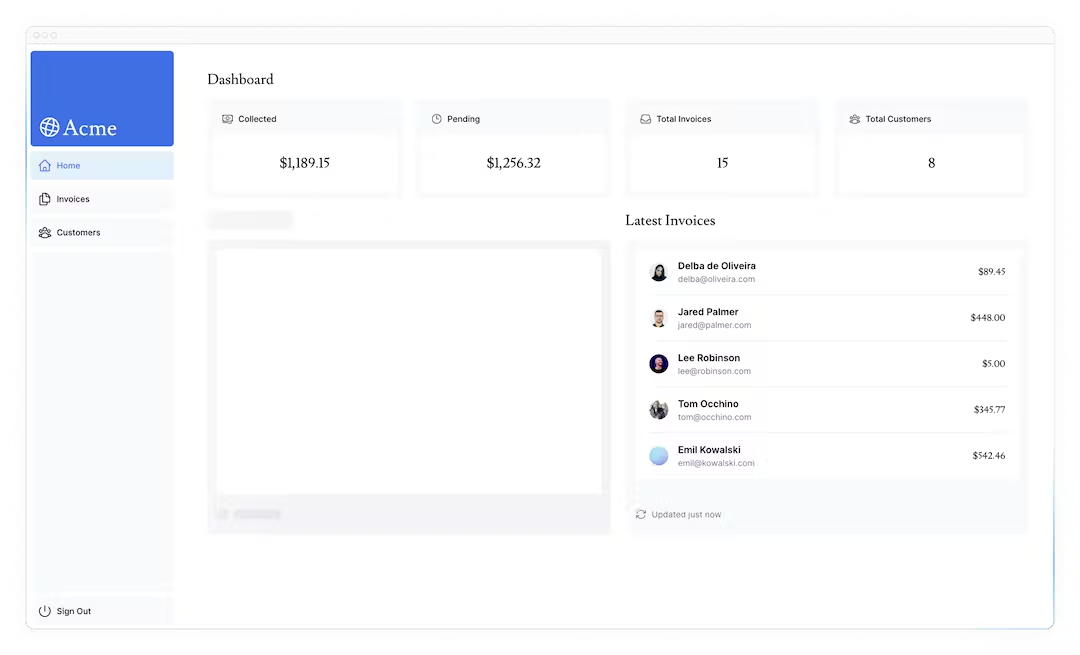 Acme
Home
Invoices
Customers
Sign Out
Dashboard
Collected
$1,189.15
Pending
$1,256.32
Total Invoices
15
Total Customers
8
Latest Invoices
Delba de Oliveira
delba@oliveira.com
$89.45
Jared Palmer
jared@palmer.com
$448.00
Lee Robinson
lee@robinson.com
$5.00
Tom Occhino
tom@occhino.com
$345.77
Emil Kowalski
emil@kowalski.com
$542.46
Updated just now